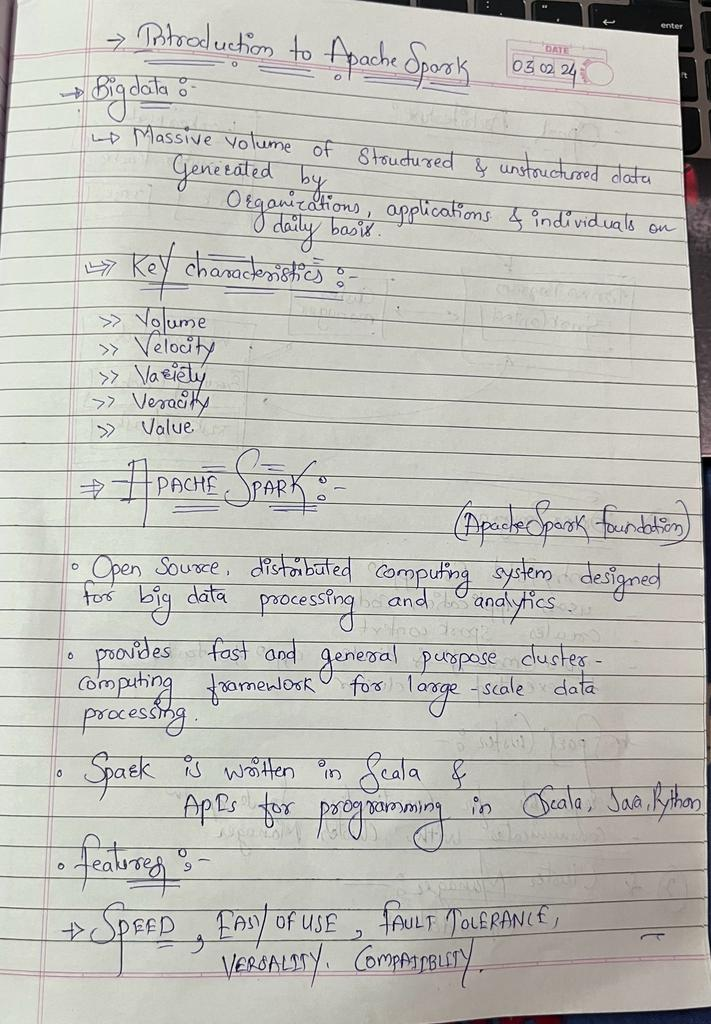 → Introduction to Apache Spark
DATE
03 02 24
→ Big data :-
↳ Massive volume of Structured & unstructured data
Generated by
Organizations, applications & individuals on
daily basis.
⇒ Key characteristics :-
>> Volume
>> Velocity
>> Variety
>> Veracity
>> Value
⇒ APACHE SPARK :-
(Apache Spark foundation)
• Open Source, distributed computing system designed
for big data processing and analytics.
• provides fast and general purpose cluster-
computing framework for large-scale data
processing.
• Spark is written in Scala &
APIs for programming in Scala, Java, Python
• features :-
→ SPEED, EASY OF USE, FAULT TOLERANCE,
VERSALITY. COMPATIBLITY.
enter